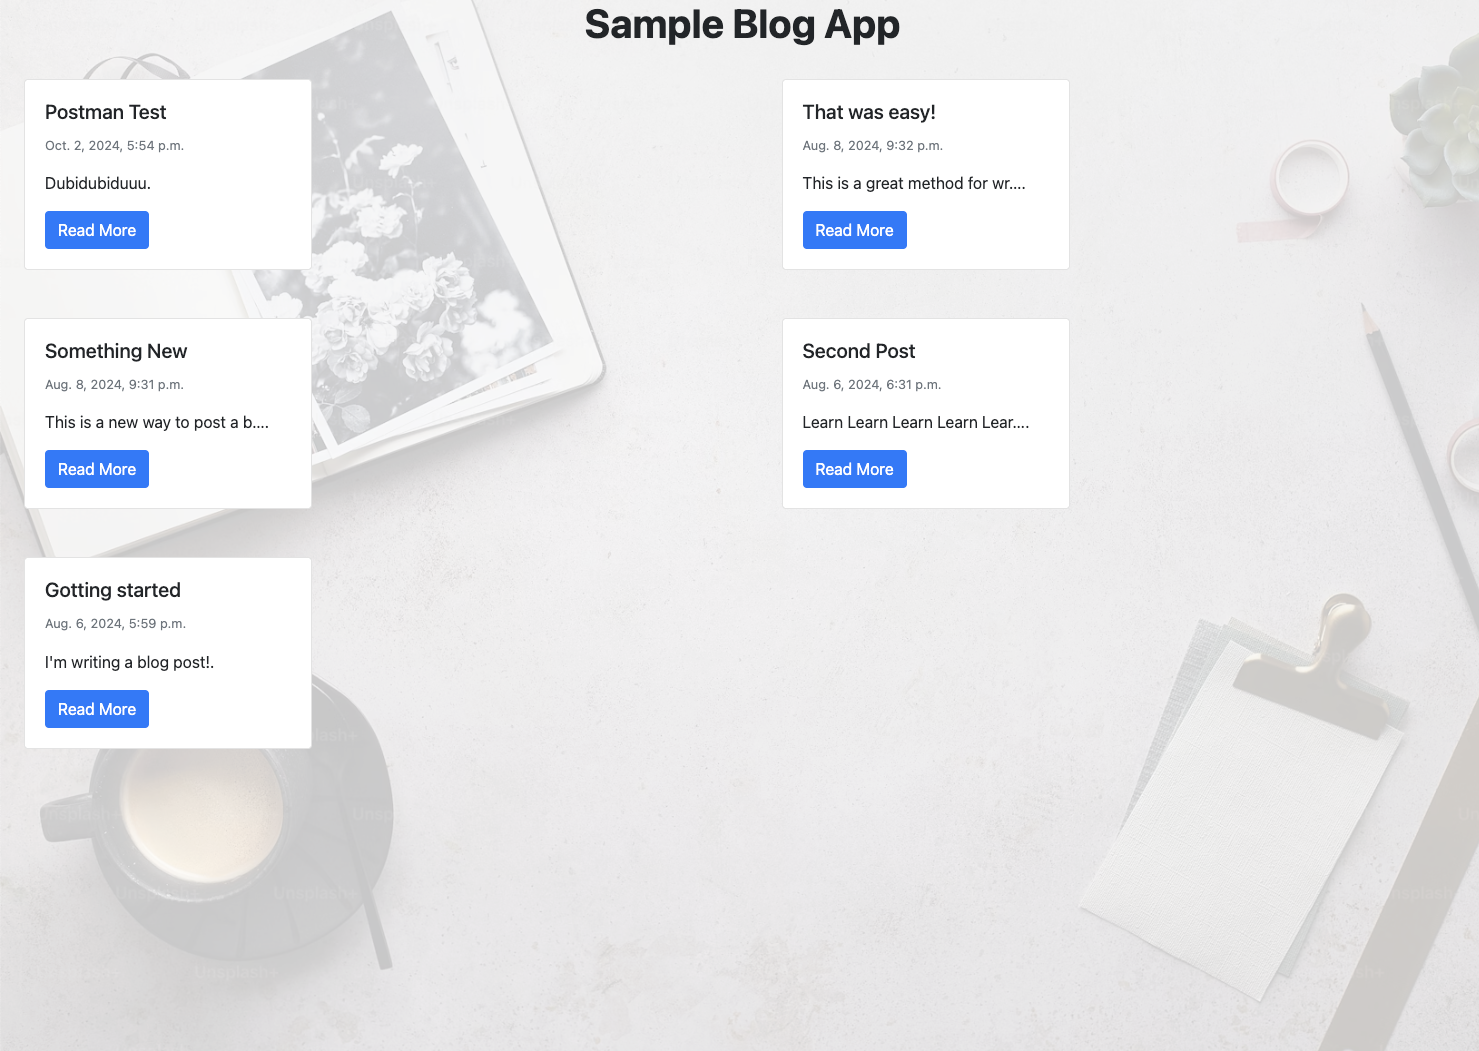 Sample Blog App
Postman Test
Oct. 2, 2024, 5:54 p.m.
Dubidubiduuu.
Read More
That was easy!
Aug. 8, 2024, 9:32 p.m.
This is a great method for wr....
Read More
Something New
Aug. 8, 2024, 9:31 p.m.
This is a new way to post a b....
Read More
Second Post
Aug. 6, 2024, 6:31 p.m.
Learn Learn Learn Learn Lear....
Read More
Gotting started
Aug. 6, 2024, 5:59 p.m.
I'm writing a blog post!.
Read More
Unsplash+
Unsplash+
Unsplash+